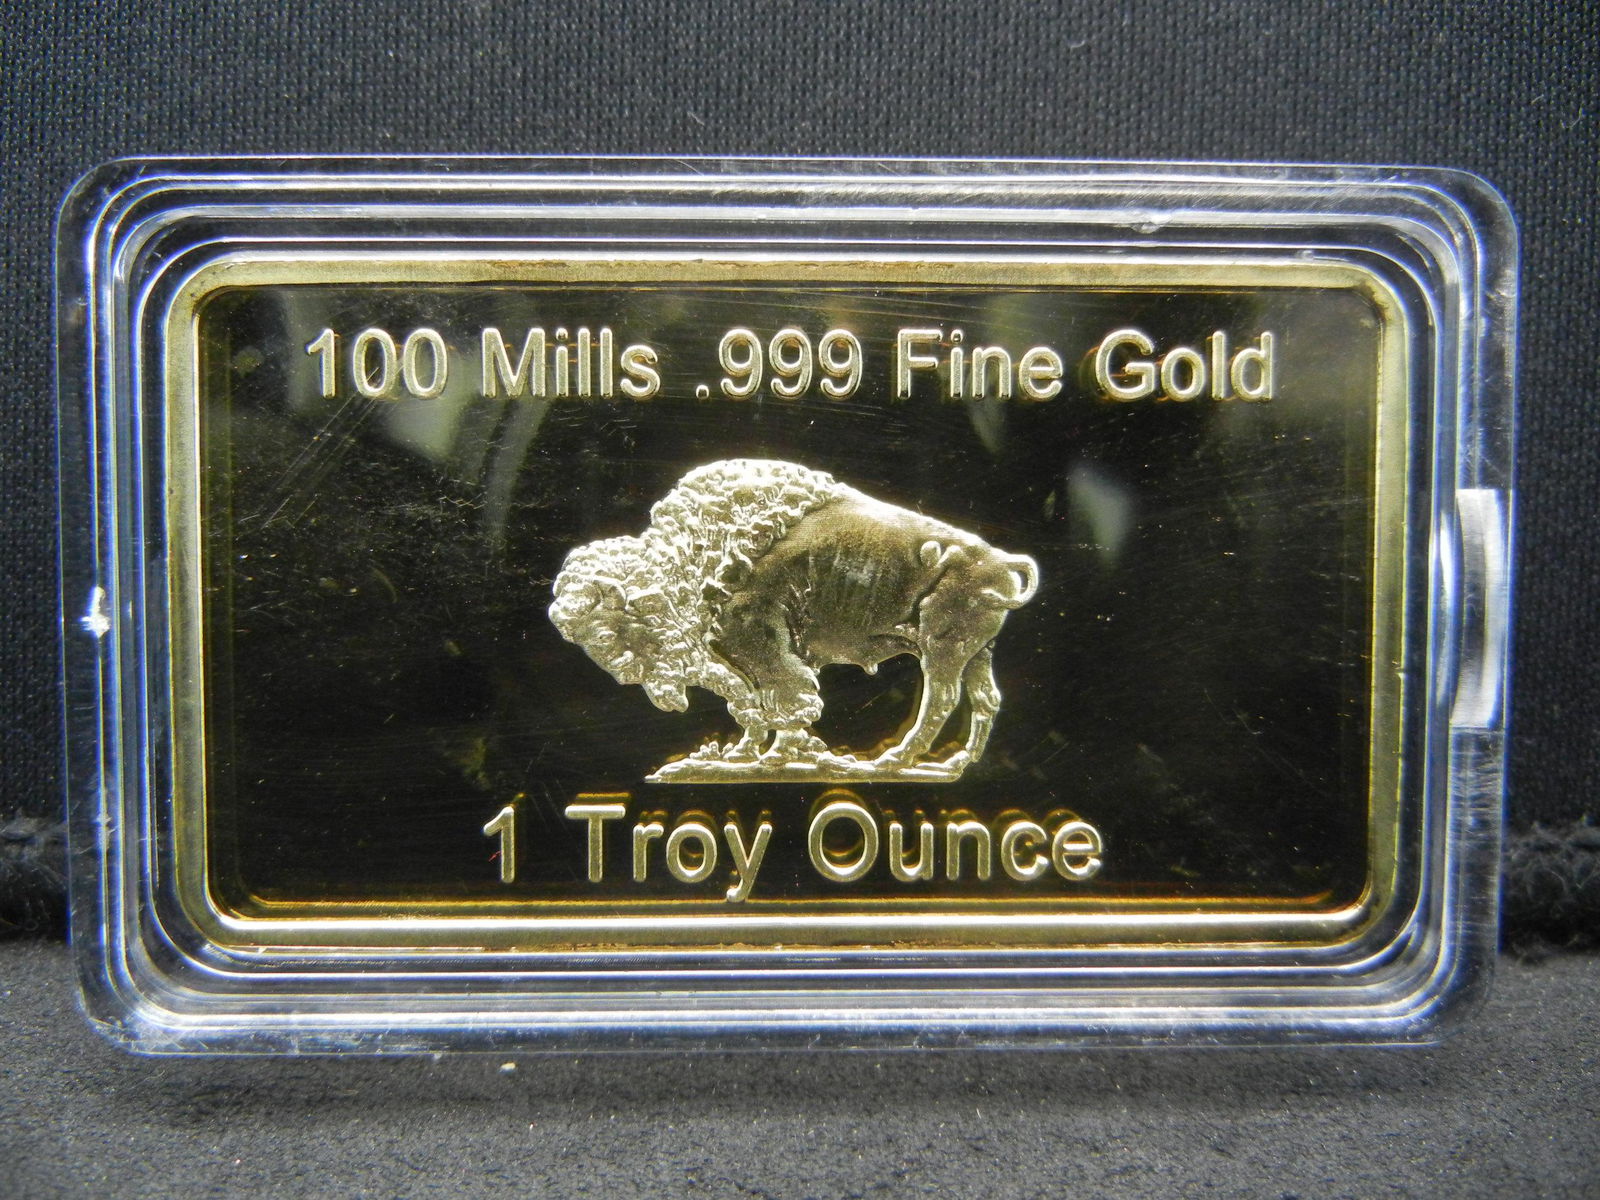 100 Mills .999 Fine Gold
1 Troy Ounce